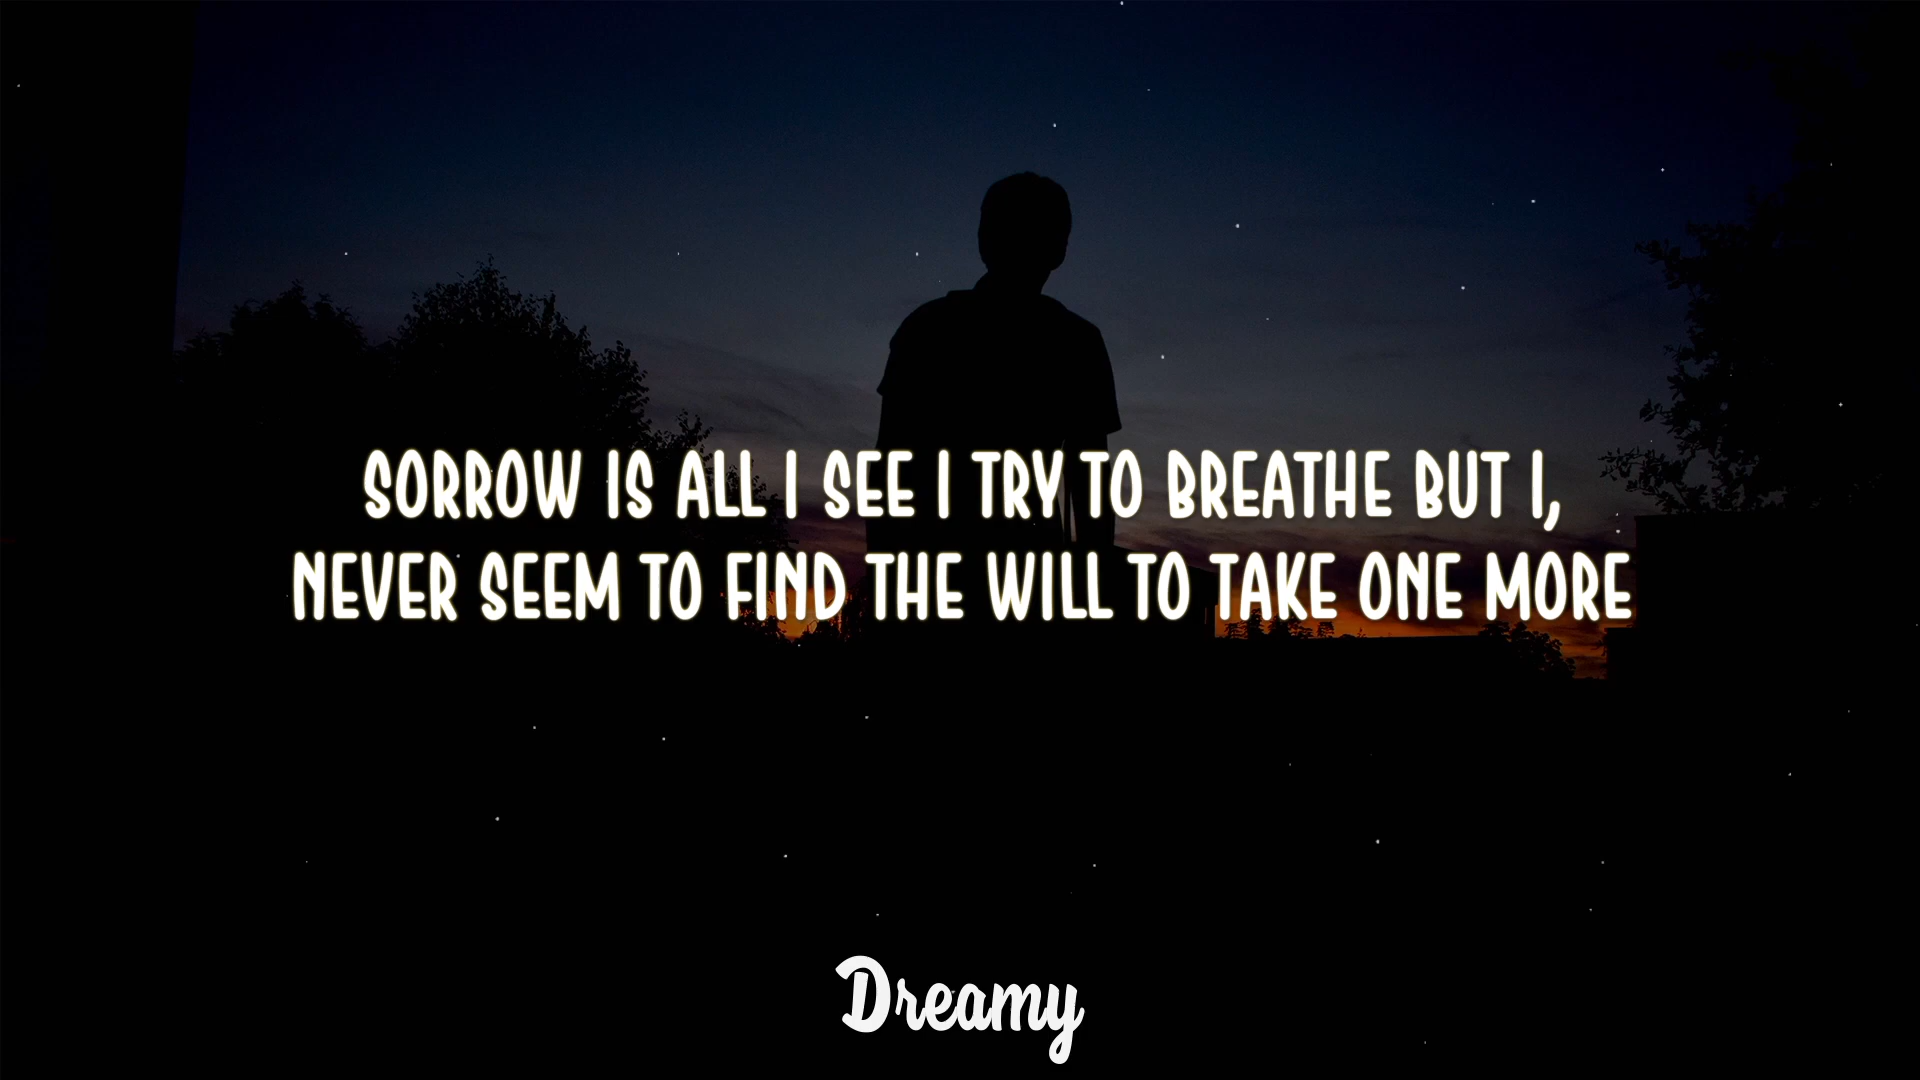 SORROW IS ALL I SEE I TRY TO BREATHE BUT I,
NEVER SEEM TO FIND THE WILL TO TAKE ONE MORE
Dreamy